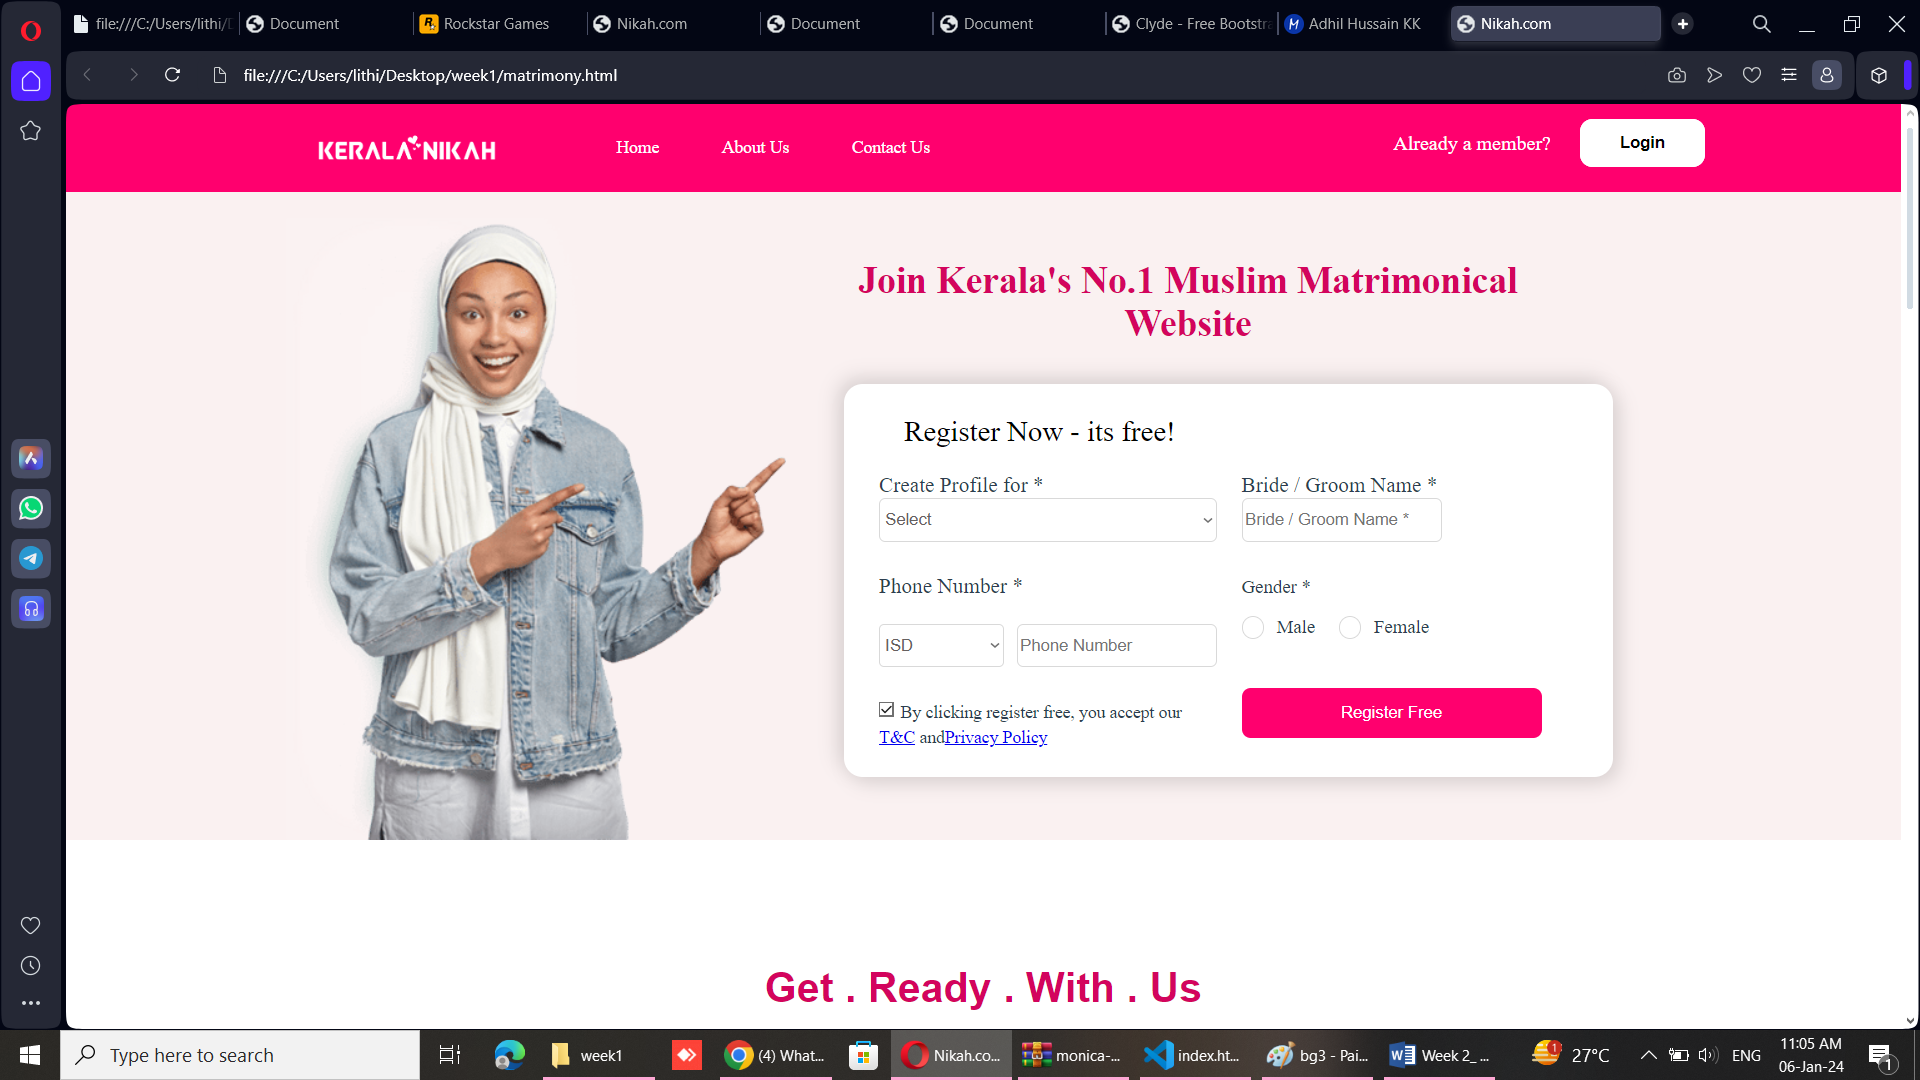 file:///C:/Users/lithi/D
Document
Rockstar Games
Nikah.com
Document
Document
Clyde - Free Bootstra
M
Adhil Hussain KK
Nikah.com
file:///C:/Users/lithi/Desktop/week1/matrimony.html
KERALA NIKAH
Home
About Us
Contact Us
Already a member?
Login
Join Kerala's No.1 Muslim Matrimonical
Website
Register Now - its free!
Create Profile for *
Bride / Groom Name *
Select
Bride / Groom Name *
Phone Number *
Gender *
Male
Female
ISD
Phone Number
By clicking register free, you accept our
T&C andPrivacy Policy
Register Free
Get . Ready . With . Us
Type here to search
week1
(4) What...
Nikah.co...
monica-...
index.ht...
bg3 - Pai...
Week 2_ ...
1
27°C
ENG
11:05 AM
06-Jan-24
1